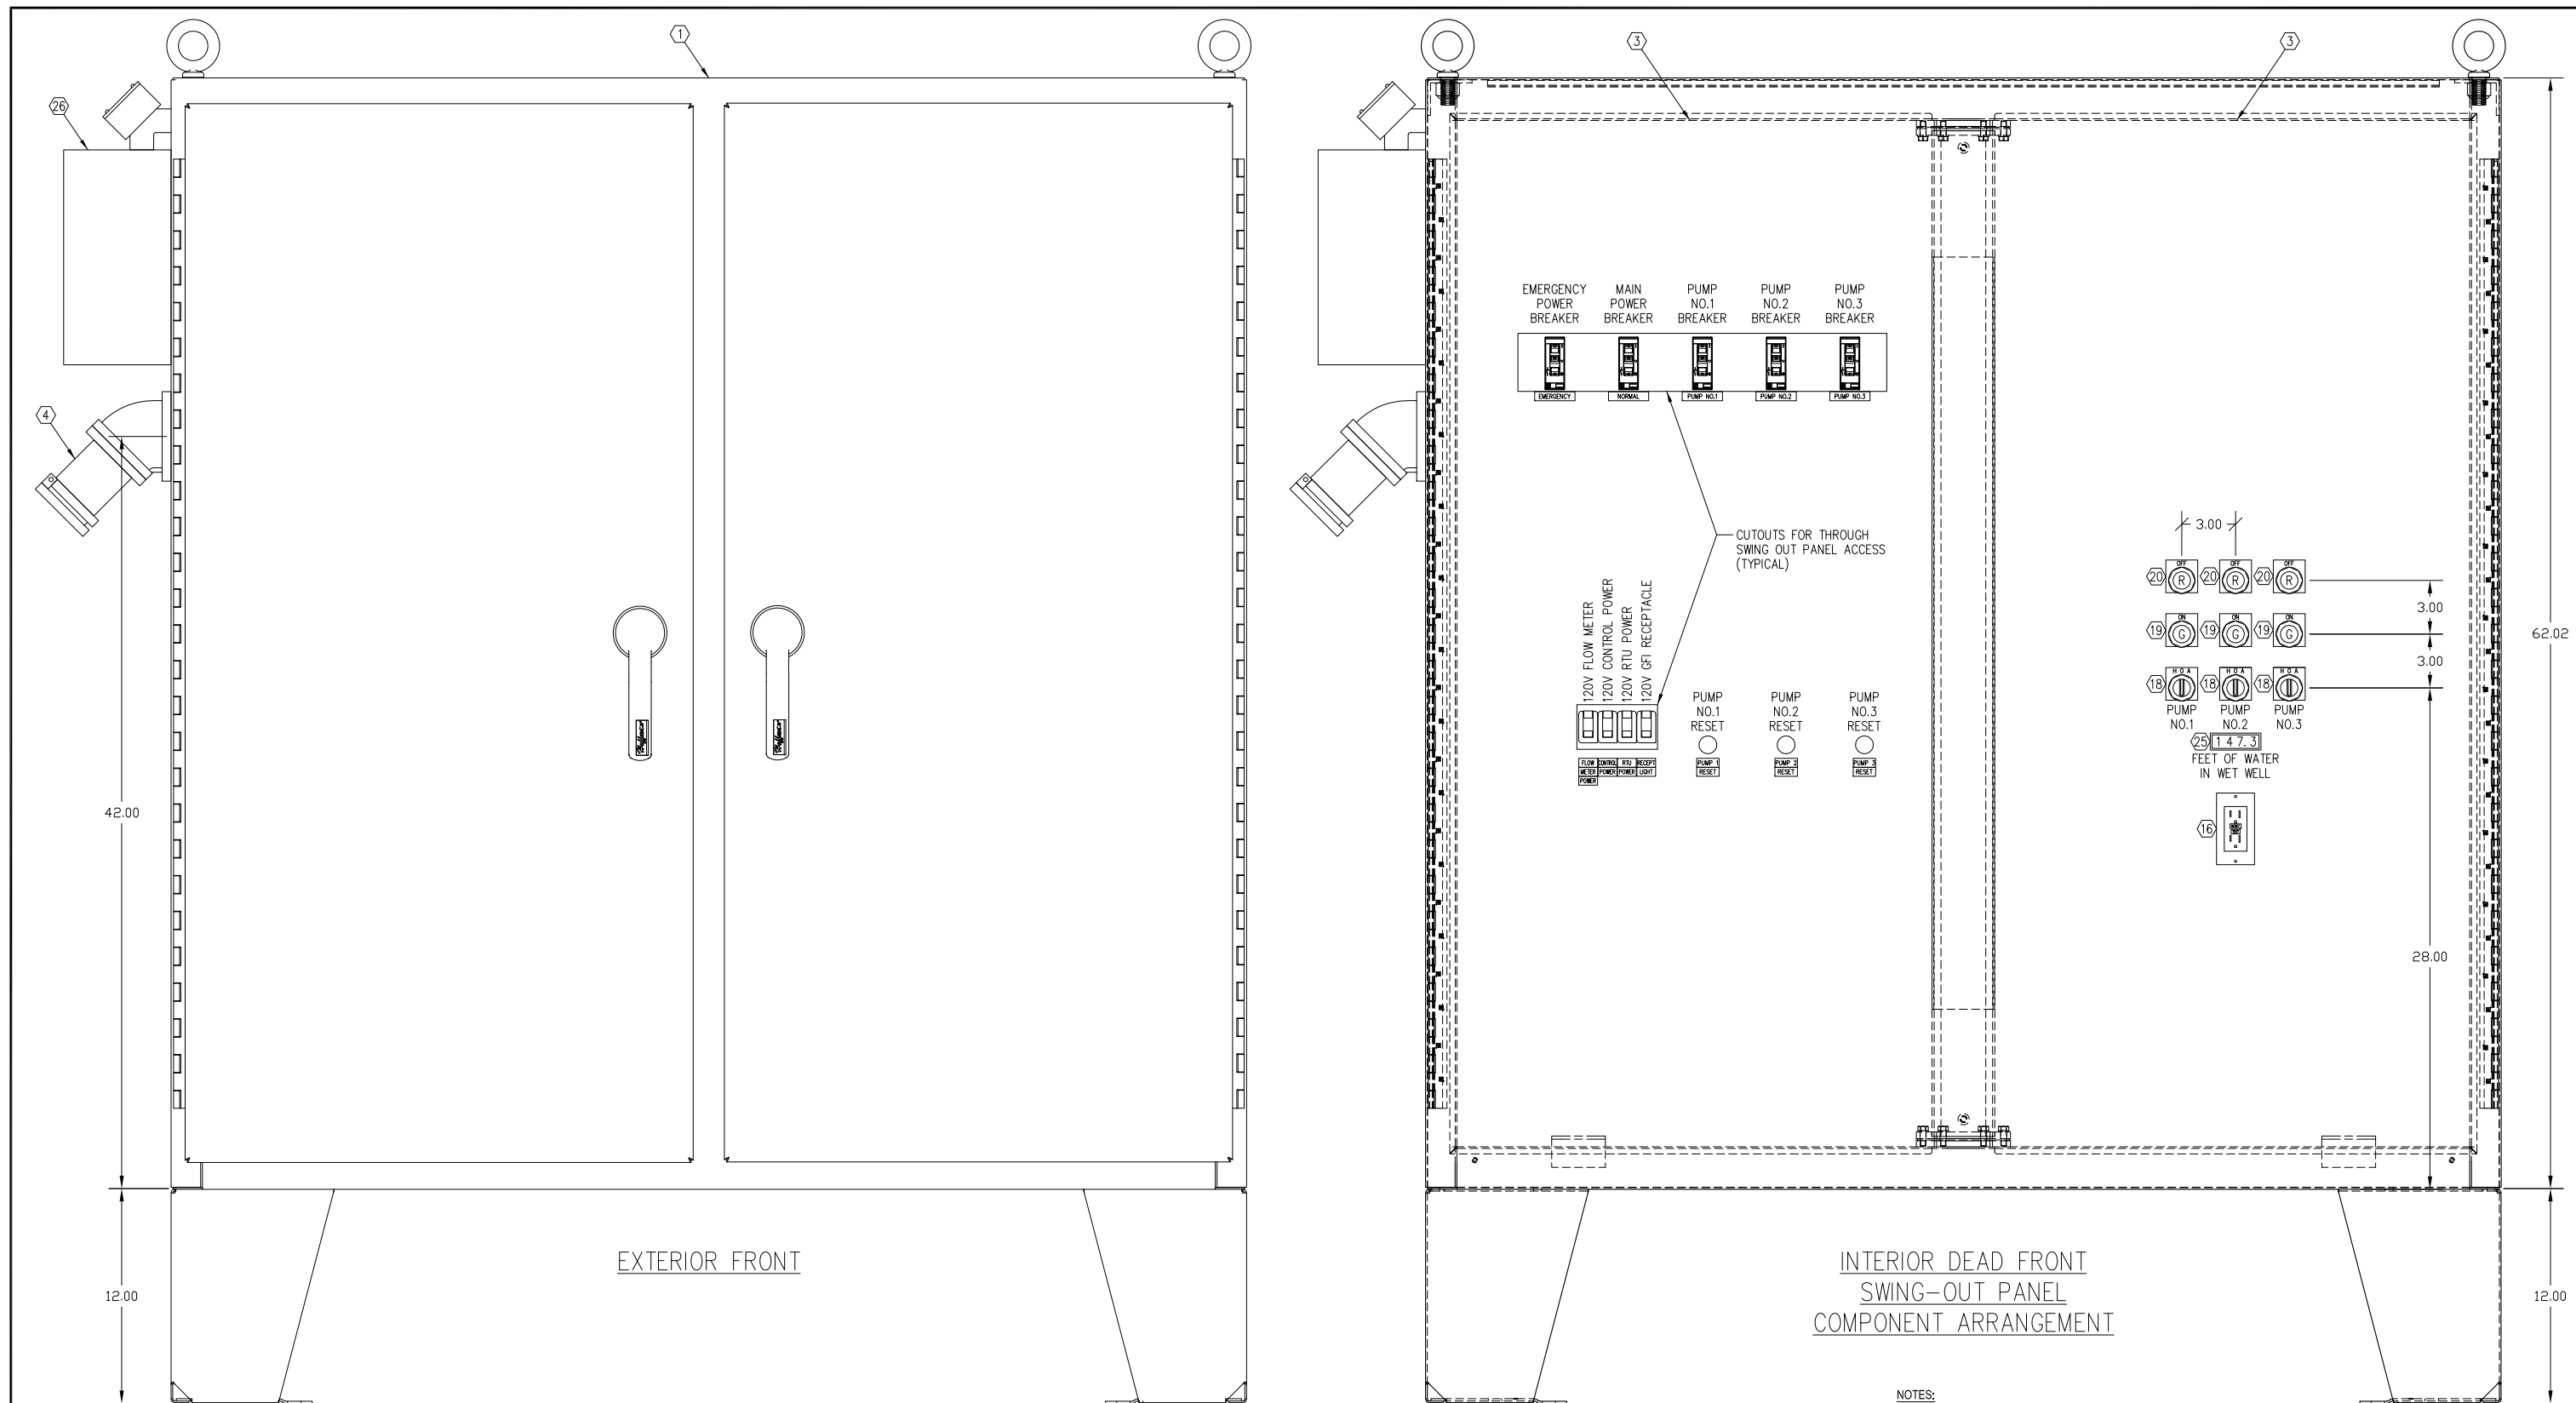 1
26
4
42.00
12.00
EXTERIOR FRONT
3
3
EMERGENCY
POWER
BREAKER
MAIN
POWER
BREAKER
PUMP
NO.1
BREAKER
PUMP
NO.2
BREAKER
PUMP
NO.3
BREAKER
EMERGENCY
NORMAL
PUMP NO.1
PUMP NO.2
PUMP NO.3
CUTOUTS FOR THROUGH
SWING OUT PANEL ACCESS
(TYPICAL)
120V FLOW METER
120V CONTROL POWER
120V RTU POWER
120V GFI RECEPTACLE
FLOW
METER
POWER
CONTROL
POWER
RTU
POWER
RECEPT
LIGHT
PUMP
NO.1
RESET
PUMP
NO.2
RESET
PUMP
NO.3
RESET
PUMP 1
RESET
PUMP 2
RESET
PUMP 3
RESET
3.00
OFF OFF OFF
20 R 20 R 20 R
3.00
ON ON ON
19 G 19 G 19 G
3.00
H O A H O A H O A
18 18 18
PUMP
NO.1
PUMP
NO.2
PUMP
NO.3
25 147.3
FEET OF WATER
IN WET WELL
16
28.00
62.02
12.00
INTERIOR DEAD FRONT
SWING-OUT PANEL
COMPONENT ARRANGEMENT
NOTES: